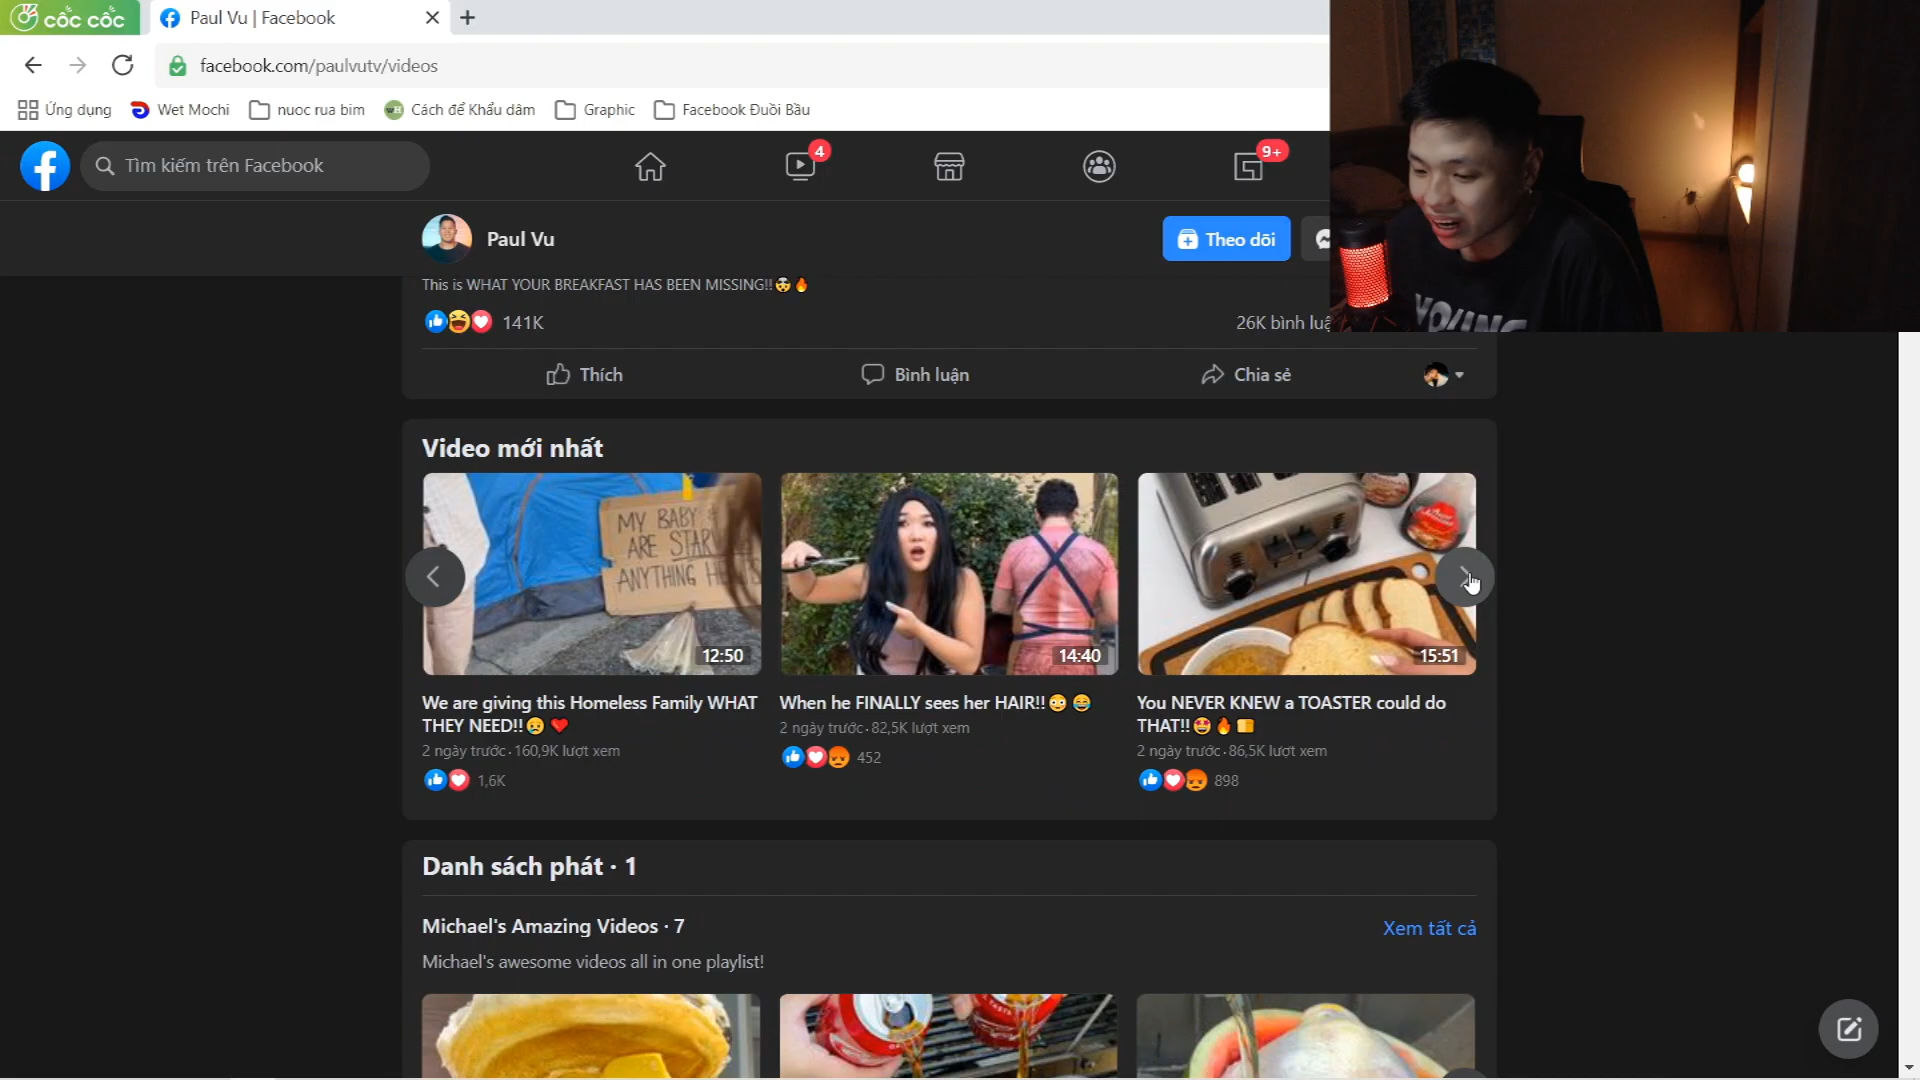 cốc cốc
Paul Vu | Facebook
facebook.com/paulvutv/videos
Ứng dụng
Wet Mochi
nuoc rua bim
Cách để Khẩu dâm
Graphic
Facebook Đuồi Bầu
Tìm kiếm trên Facebook
4
9+
Paul Vu
Theo dõi
This is WHAT YOUR BREAKFAST HAS BEEN MISSING!!🤯🔥
141K
26K bình luậ
Thích
Bình luận
Chia sẻ
YOUNG
Video mới nhất
MY BABY
ARE STAR
ANYTHING
12:50
14:40
15:51
We are giving this Homeless Family WHAT
THEY NEED!!😥❤️
2 ngày trước · 160,9K lượt xem
1,6K
When he FINALLY sees her HAIR!!😳😂
2 ngày trước · 82,5K lượt xem
452
You NEVER KNEW a TOASTER could do
THAT!!🤩🔥🍞
2 ngày trước · 86,5K lượt xem
898
Danh sách phát · 1
Michael's Amazing Videos · 7
Xem tất cả
Michael's awesome videos all in one playlist!